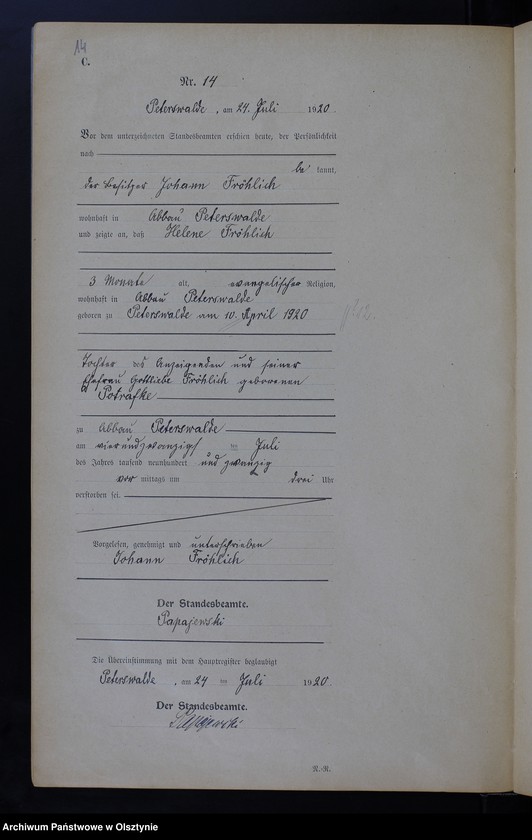 14
C.
Nr. 14
Peterswalde, am 24. Juli 1920
Vor dem unterzeichneten Standesbeamten erschien heute, der Persönlichkeit
nach
be kannt,
der Besitzer Johann Fröhlich
wohnhaft in Abbau Peterswalde
und zeigte an, daß Helene Fröhlich
3 Monate alt, evangelischer Religion,
wohnhaft in Abbau Peterswalde
geboren zu Peterswalde am 10. April 1920
Tochter des Anzeigenden und seiner
Ehefrau Gottliebe Fröhlich geborenen
Potrafke
zu Abbau Peterswalde
am vierundzwanzigsten Juli
des Jahres tausend neunhundert und zwanzig
vor mittags um drei Uhr
verstorben sei.
Vorgelesen, genehmigt und unterschrieben
Johann Fröhlich
Der Standesbeamte.
Papajewski
Die Übereinstimmung mit dem Hauptregister beglaubigt
Peterswalde, am 24 ten Juli 1920
Der Standesbeamte.
Papajewski
N.-R.
Archiwum Państwowe w Olsztynie